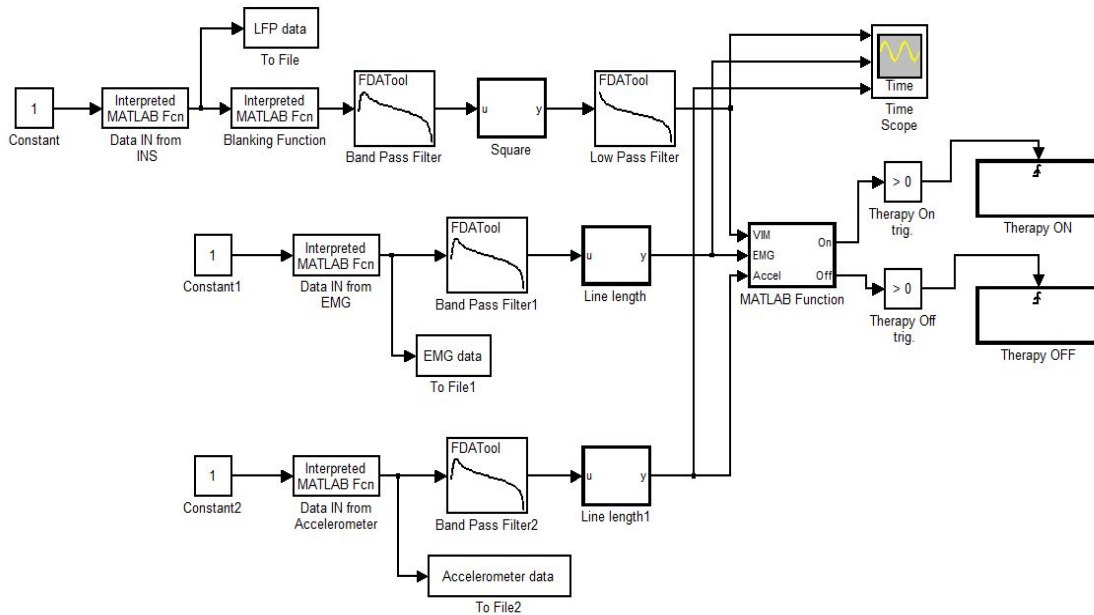 LFP data
To File
FDATool
FDATool
1
Interpreted
MATLAB Fcn
Interpreted
MATLAB Fcn
u
y
Time
Constant
Data IN from
INS
Blanking Function
Band Pass Filter
Square
Low Pass Filter
Time
Scope
> 0
Therapy On
trig.
Therapy ON
FDATool
1
Interpreted
MATLAB Fcn
u
y
VIM
EMG
Accel
On
Off
Constant1
Data IN from
EMG
Band Pass Filter1
Line length
MATLAB Function
> 0
Therapy Off
trig.
Therapy OFF
EMG data
To File1
FDATool
1
Interpreted
MATLAB Fcn
u
y
Constant2
Data IN from
Accelerometer
Band Pass Filter2
Line length1
Accelerometer data
To File2